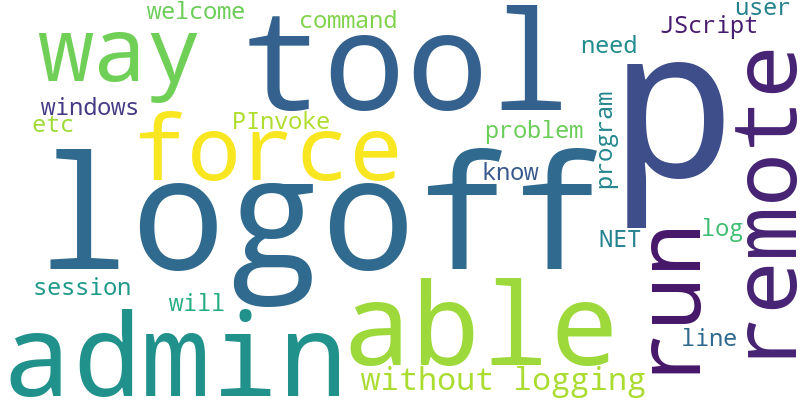 welcome
command
user
JScript
way
tool
need
p
remote
windows
etc
force
PInvoke
problem
program
logoff
know
NET
log
run
session
will
able
admin
line
without logging